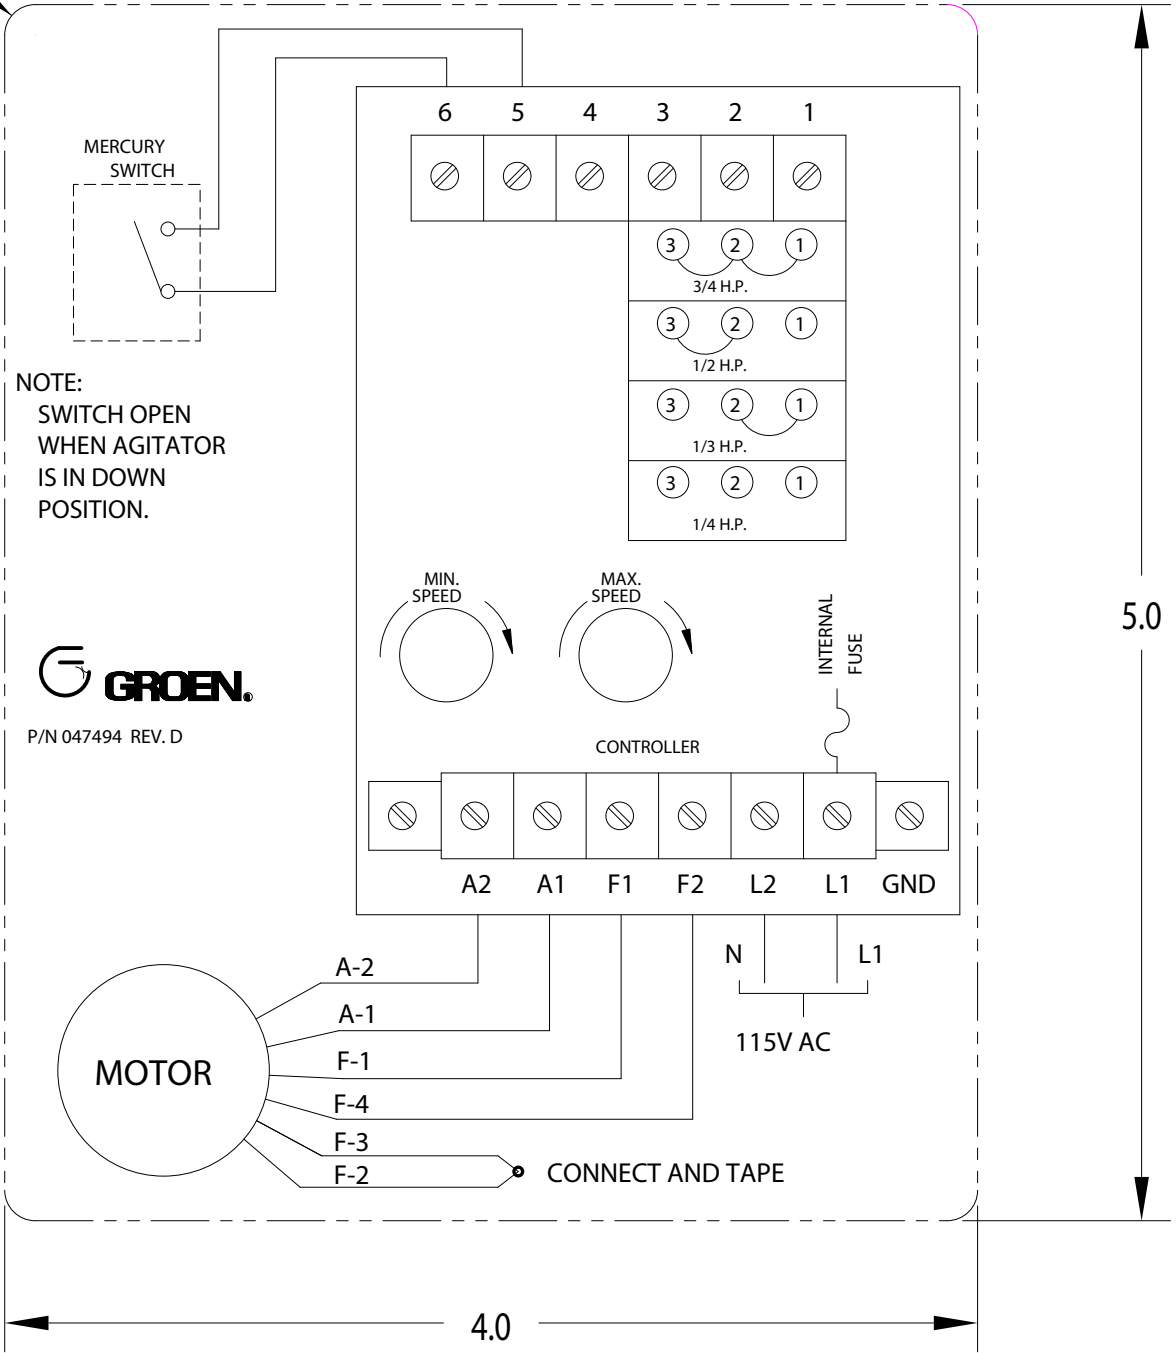 6 5 4 3 2 1
MERCURY
SWITCH
3 2 1
3/4 H.P.
3 2 1
1/2 H.P.
3 2 1
1/3 H.P.
3 2 1
1/4 H.P.
NOTE:
SWITCH OPEN
WHEN AGITATOR
IS IN DOWN
POSITION.
MIN.
SPEED
MAX.
SPEED
INTERNAL
FUSE
5.0
GROEN®
P/N 047494 REV. D
CONTROLLER
A2 A1 F1 F2 L2 L1 GND
N L1
115V AC
MOTOR
A-2
A-1
F-1
F-4
F-3
F-2
CONNECT AND TAPE
4.0